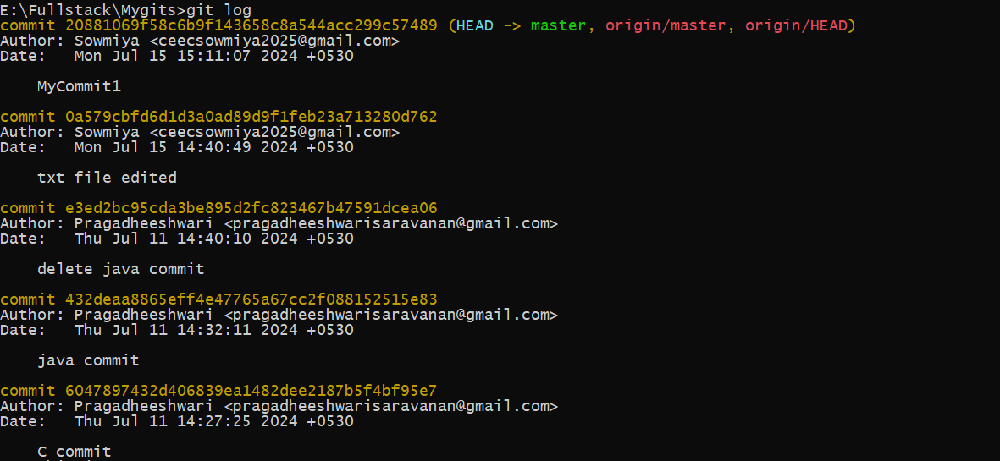 E:\Fullstack\Mygits>git log
commit 20881069f58c6b9f143658c8a544acc299c57489 (HEAD -> master, origin/master, origin/HEAD)
Author: Sowmiya <ceecsowmiya2025@gmail.com>
Date:   Mon Jul 15 15:11:07 2024 +0530
MyCommit1
commit 0a579cbfd6d1d3a0ad89d9f1feb23a713280d762
Author: Sowmiya <ceecsowmiya2025@gmail.com>
Date:   Mon Jul 15 14:40:49 2024 +0530
txt file edited
commit e3ed2bc95cda3be895d2fc823467b47591dcea06
Author: Pragadheeshwari <pragadheeshwarisaravanan@gmail.com>
Date:   Thu Jul 11 14:40:10 2024 +0530
delete java commit
commit 432deaa8865eff4e47765a67cc2f088152515e83
Author: Pragadheeshwari <pragadheeshwarisaravanan@gmail.com>
Date:   Thu Jul 11 14:32:11 2024 +0530
java commit
commit 6047897432d406839ea1482dee2187b5f4bf95e7
Author: Pragadheeshwari <pragadheeshwarisaravanan@gmail.com>
Date:   Thu Jul 11 14:27:25 2024 +0530
C commit